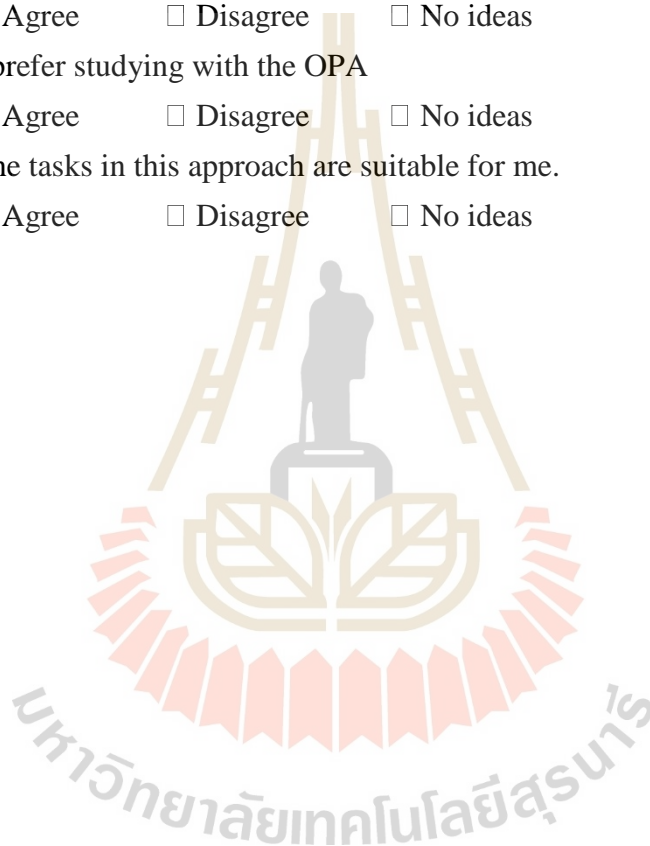 Agree ☐ Disagree ☐ No ideas
prefer studying with the OPA
Agree ☐ Disagree ☐ No ideas
he tasks in this approach are suitable for me.
Agree ☐ Disagree ☐ No ideas
มหาวิทยาลัยเทคโนโลยีสุรนารี